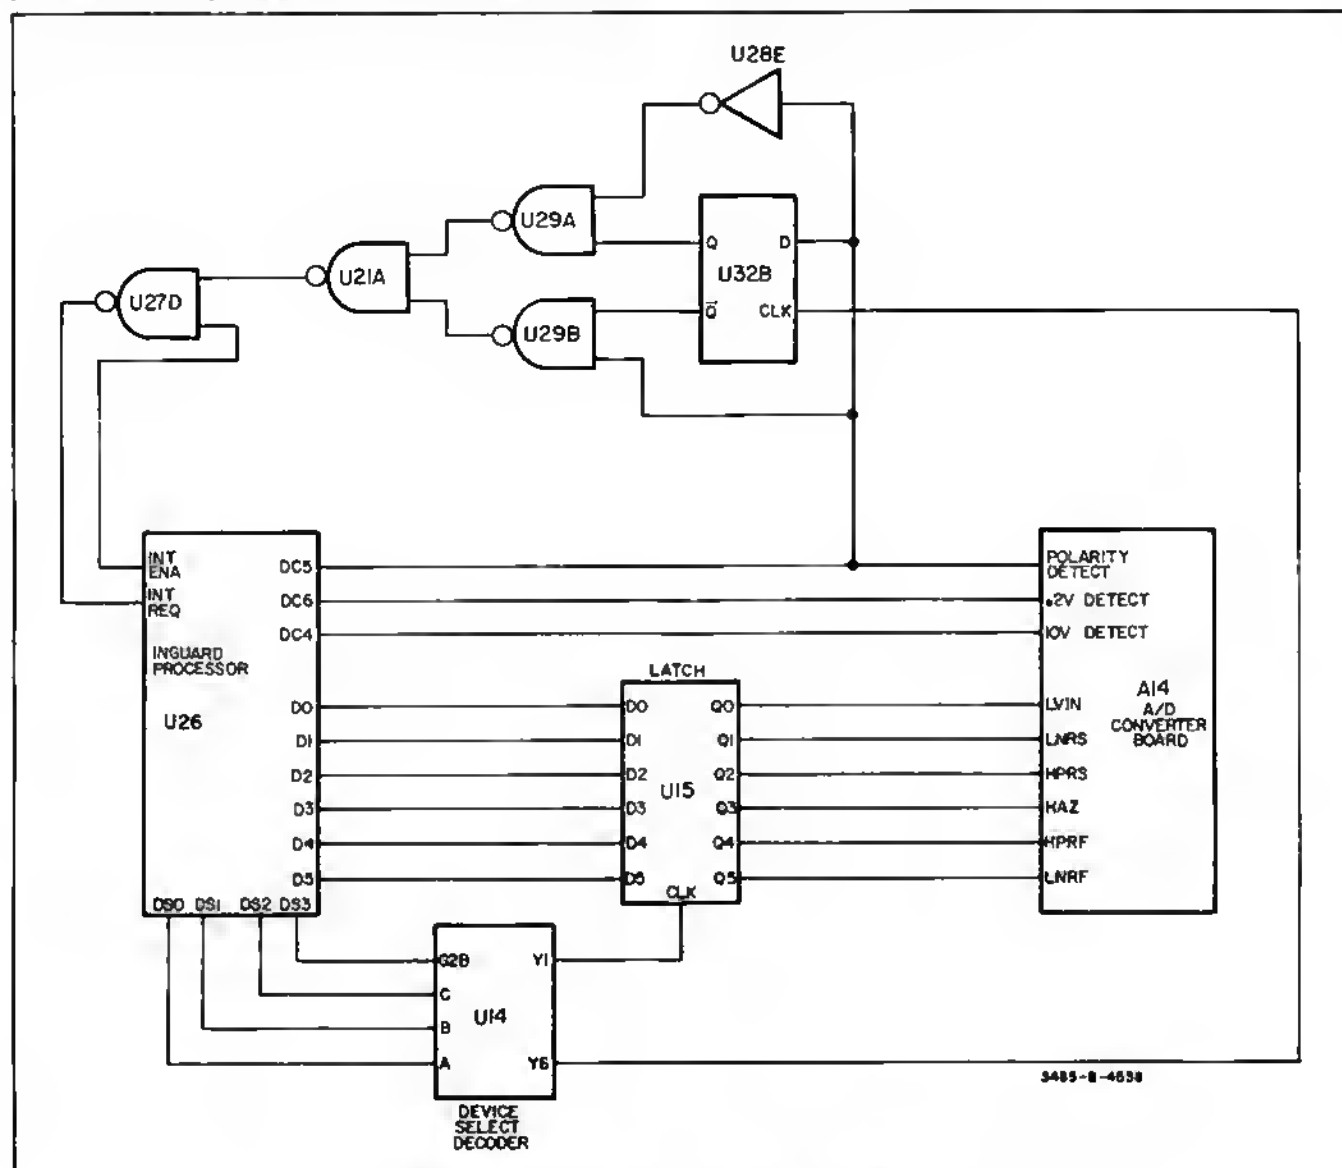 U28E
U29A
Q D
U32B
U21A
Q̅ CLK
U27D
U29B
INT ENA
DC5
POLARITY DETECT
INT REQ
DC6
.2V DETECT
DC4
10V DETECT
INGUARD PROCESSOR
LATCH
U26
A14
A/D CONVERTER BOARD
D0 D0 Q0 LVIN
D1 D1 Q1 LNRS
D2 D2 Q2 HPRS
U15
D3 D3 Q3 HAZ
D4 D4 Q4 HPRF
D5 D5 Q5 LNRF
CLK
DS0 DS1 DS2 DS3
G2B Y1
C
U14
B
A Y6
3455-B-4638
DEVICE
SELECT
DECODER